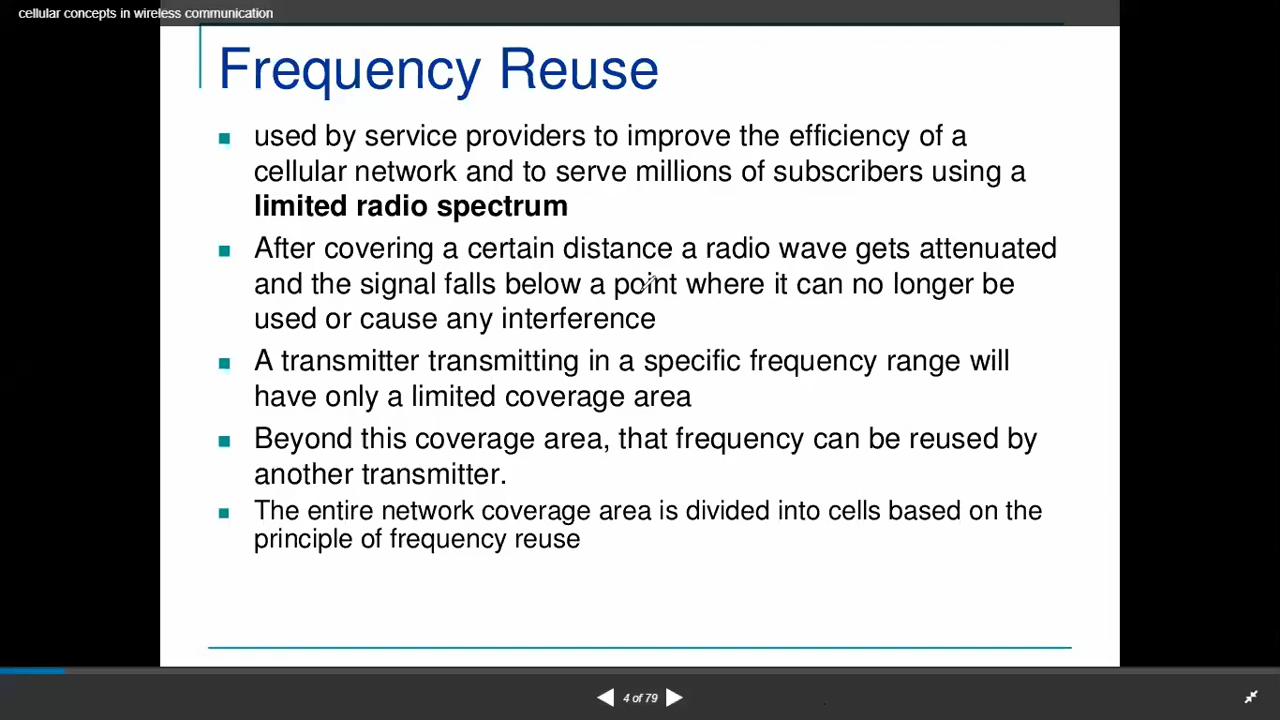 cellular concepts in wireless communication
Frequency Reuse
used by service providers to improve the efficiency of a
cellular network and to serve millions of subscribers using a
limited radio spectrum
After covering a certain distance a radio wave gets attenuated
and the signal falls below a point where it can no longer be
used or cause any interference
A transmitter transmitting in a specific frequency range will
have only a limited coverage area
Beyond this coverage area, that frequency can be reused by
another transmitter.
The entire network coverage area is divided into cells based on the
principle of frequency reuse
4 of 79